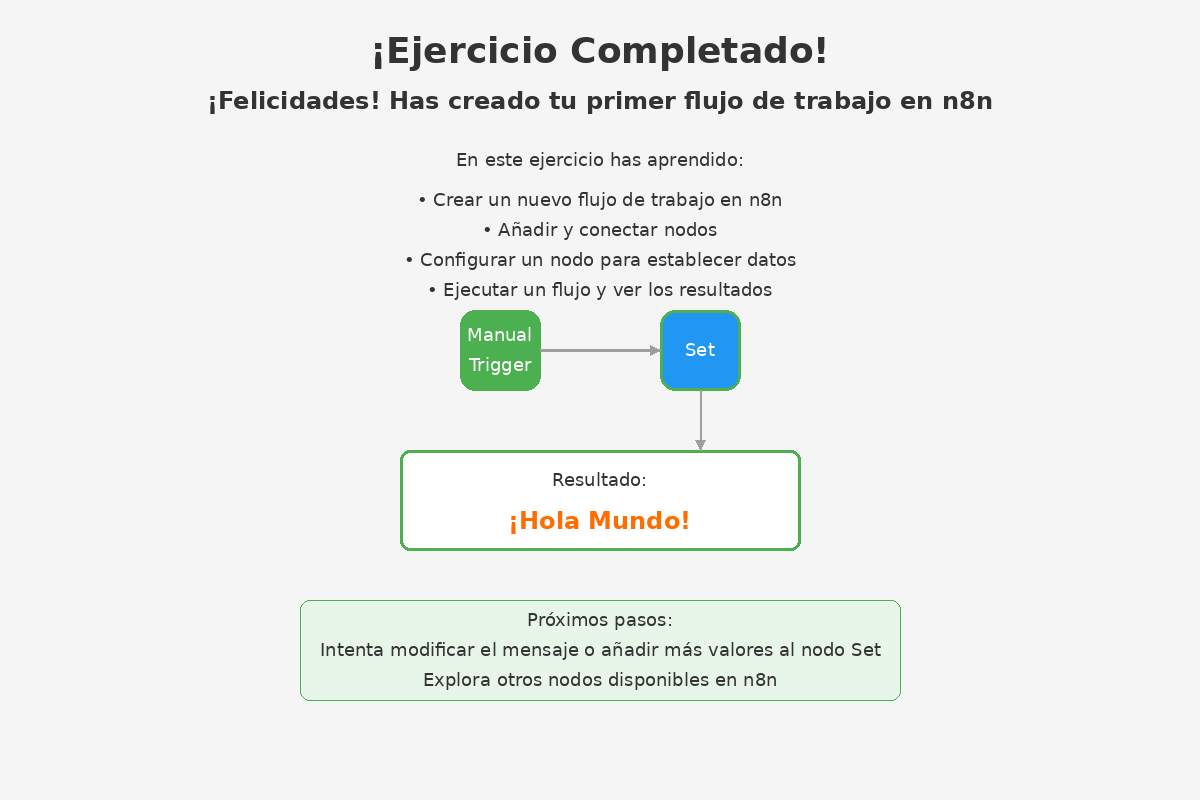 ¡Ejercicio Completado!
¡Felicidades! Has creado tu primer flujo de trabajo en n8n
En este ejercicio has aprendido:
• Crear un nuevo flujo de trabajo en n8n
• Añadir y conectar nodos
• Configurar un nodo para establecer datos
• Ejecutar un flujo y ver los resultados
Manual
Trigger
Set
Resultado:
¡Hola Mundo!
Próximos pasos:
Intenta modificar el mensaje o añadir más valores al nodo Set
Explora otros nodos disponibles en n8n